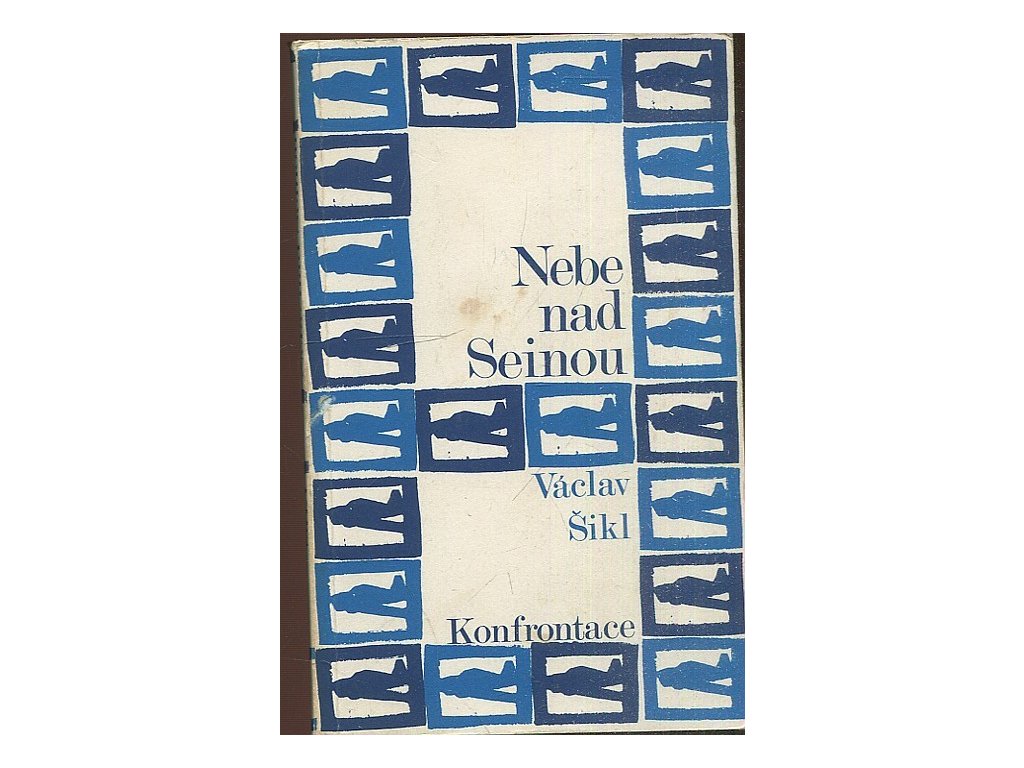 Nebe
nad
Seinou
Václav
Šikl
Konfrontace